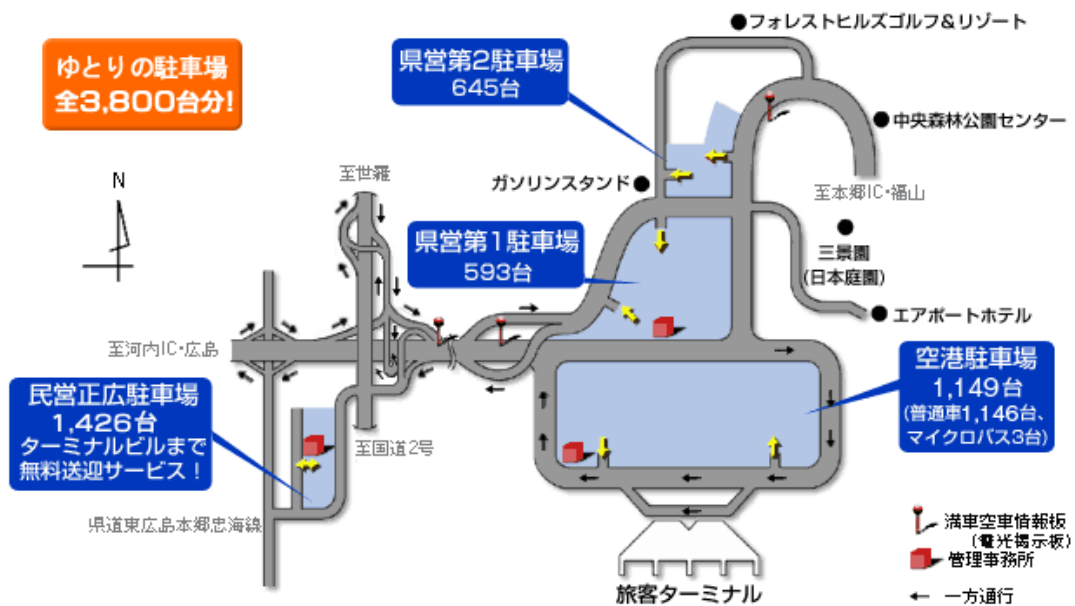 ゆとりの駐車場
全3,800台分!
県営第2駐車場
645台
フォレストヒルズゴルフ&リゾート
中央森林公園センター
至本郷IC・福山
ガソリンスタンド
N
至世羅
県営第1駐車場
593台
三景園
(日本庭園)
エアポートホテル
至河内IC・広島
空港駐車場
1,149台
(普通車1,146台、
マイクロバス3台)
民営正広駐車場
1,426台
ターミナルビルまで
無料送迎サービス!
至国道2号
県道東広島本郷忠海線
旅客ターミナル
満車空車情報板
(電光掲示板)
管理事務所
一方通行